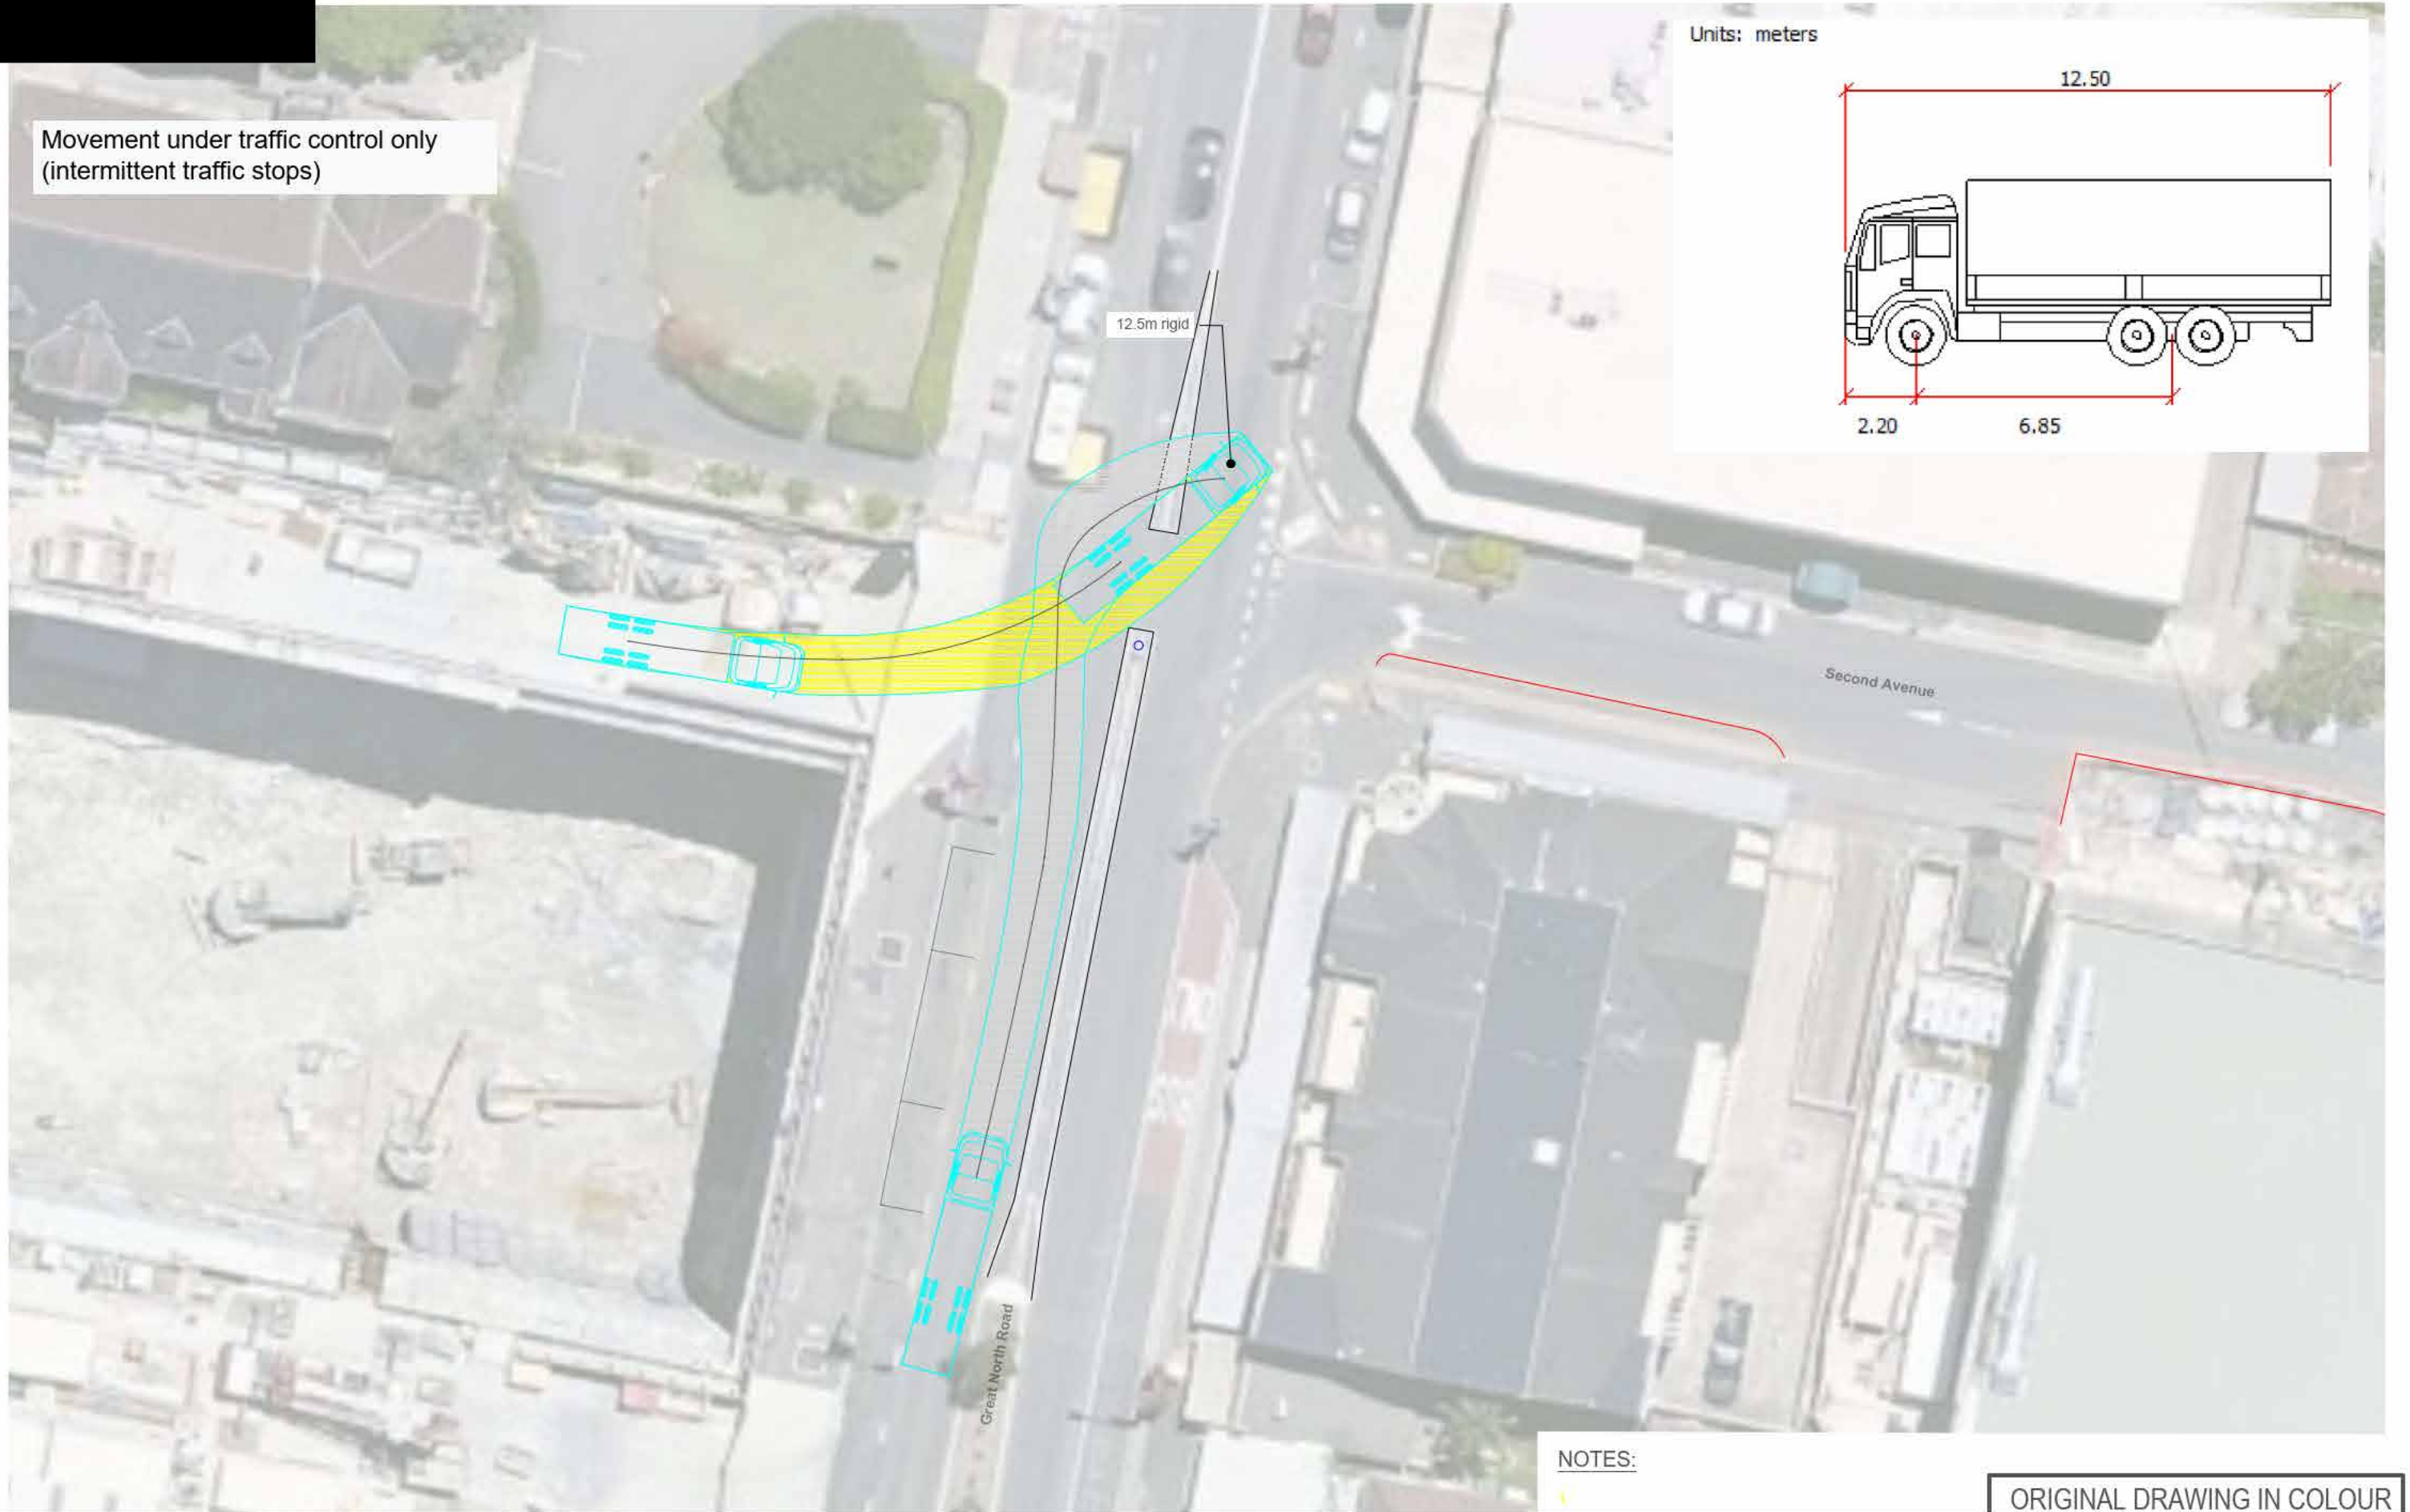 Units: meters
12.50
Movement under traffic control only
(intermittent traffic stops)
12.5m rigid
2.20
6.85
Second Avenue
Great North Road
NOTES:
ORIGINAL DRAWING IN COLOUR